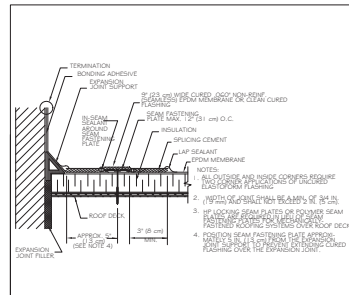 TERMINATION
BONDING ADHESIVE
EXPANSION
JOINT SUPPORT
9" (23 cm) WIDE CURED .060" NON-REINF.
(SEAMLESS) EPDM MEMBRANE OR CLEAN CURED
FLASHING
IN-SEAM
SEALANT
AROUND
SEAM
FASTENING
PLATE
SEAM FASTENING
PLATE MAX. 12" (31 cm) O.C.
INSULATION
SPLICING CEMENT
LAP SEALANT
EPDM MEMBRANE
ROOF DECK
APPROX. 5"
(13 cm)
(SEE NOTE 4)
3" (8 cm)
MIN.
EXPANSION
JOINT FILLER
NOTES:
1. ALL OUTSIDE AND INSIDE CORNERS REQUIRE
TWO CORNER APPLICATIONS OF UNCURED
ELASTOFORM FLASHING
2. WIDTH OF JOINT SHALL BE A MIN. OF 3/4 IN.
(19 mm) AND SHALL NOT EXCEED 2 IN. (5 cm).
3. HP LOCKING SEAM PLATES OR POLYMER SEAM
PLATES ARE REQUIRED IN LIEU OF SEAM
FASTENING PLATES FOR MECHANICALLY
FASTENED ROOFING SYSTEMS OVER ROOF DECK
4. POSITION SEAM FASTENING PLATE APPROXI-
MATELY 5 IN. (13 cm) FROM THE EXPANSION
JOINT SUPPORT TO PREVENT EXTENDING CURED
FLASHING OVER THE EXPANSION JOINT.